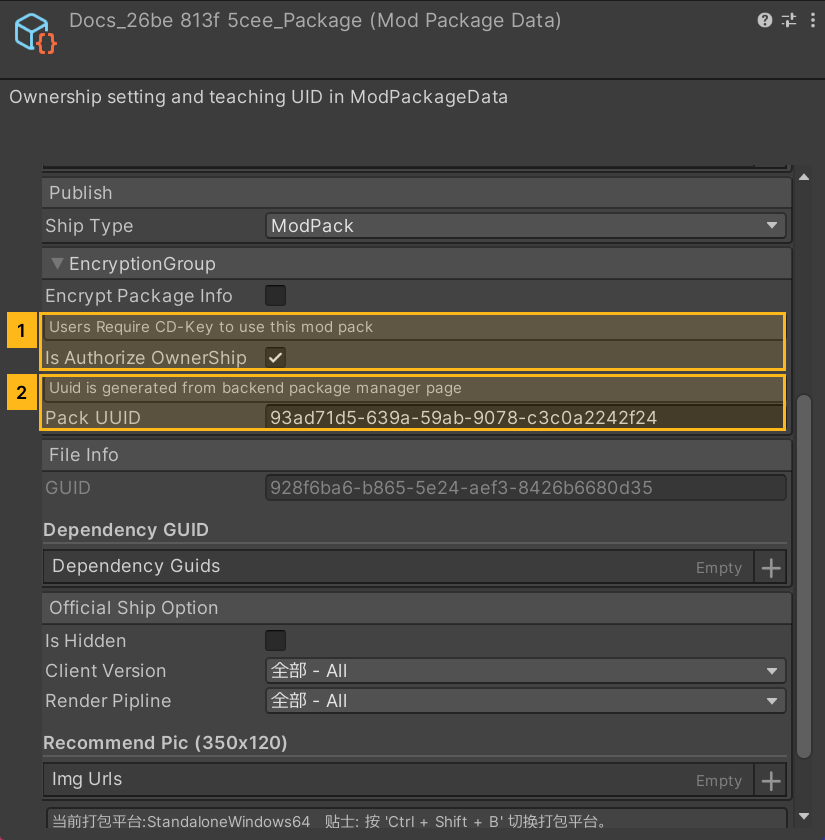 Docs_26be 813f 5cee_Package (Mod Package Data)
Ownership setting and teaching UID in ModPackageData
Publish
Ship Type ModPack
EncryptionGroup
Encrypt Package Info
1 Users Require CD-Key to use this mod pack
Is Authorize OwnerShip
2 Uuid is generated from backend package manager page
Pack UUID 93ad71d5-639a-59ab-9078-c3c0a2242f24
File Info
GUID 928f6ba6-b865-5e24-aef3-8426b6680d35
Dependency GUID
Dependency Guids Empty
Official Ship Option
Is Hidden
Client Version 全部 - All
Render Pipline 全部 - All
Recommend Pic (350x120)
Img Urls Empty
当前打包平台:StandaloneWindows64 贴士: 按 'Ctrl + Shift + B' 切换打包平台。